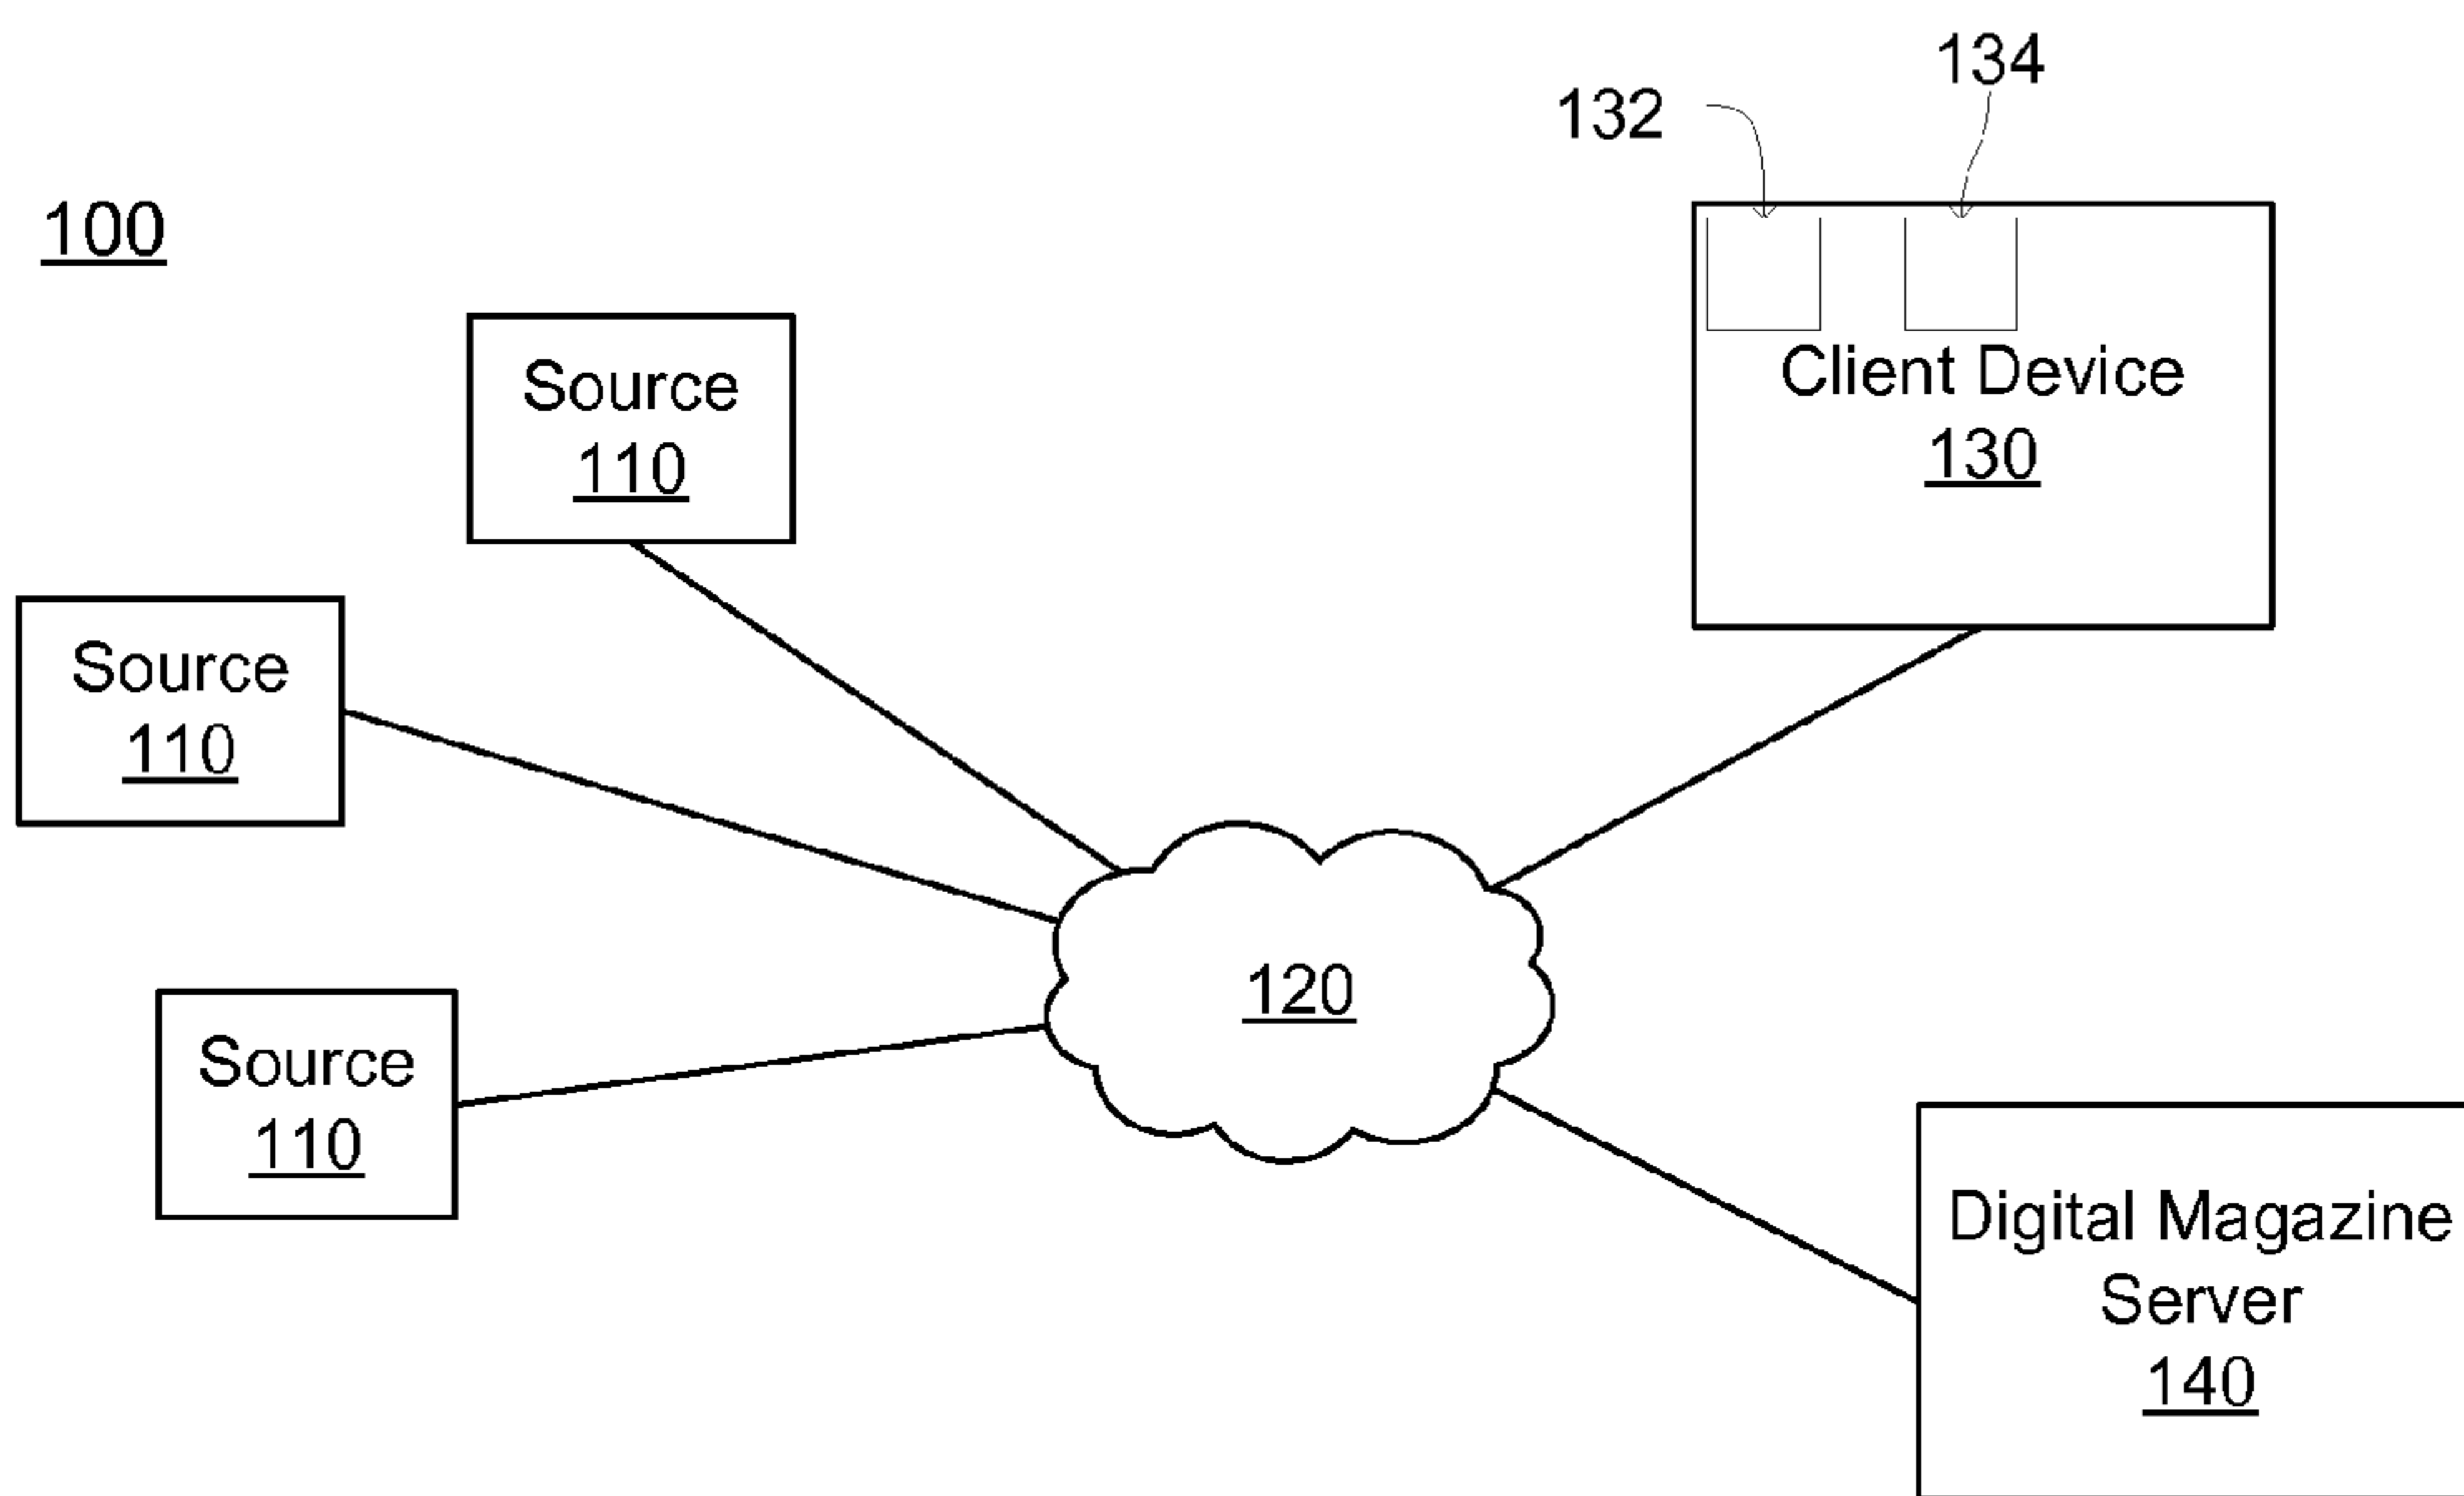 134
132
100
Source
110
Client Device
130
Source
110
120
Source
110
Digital Magazine
Server
140